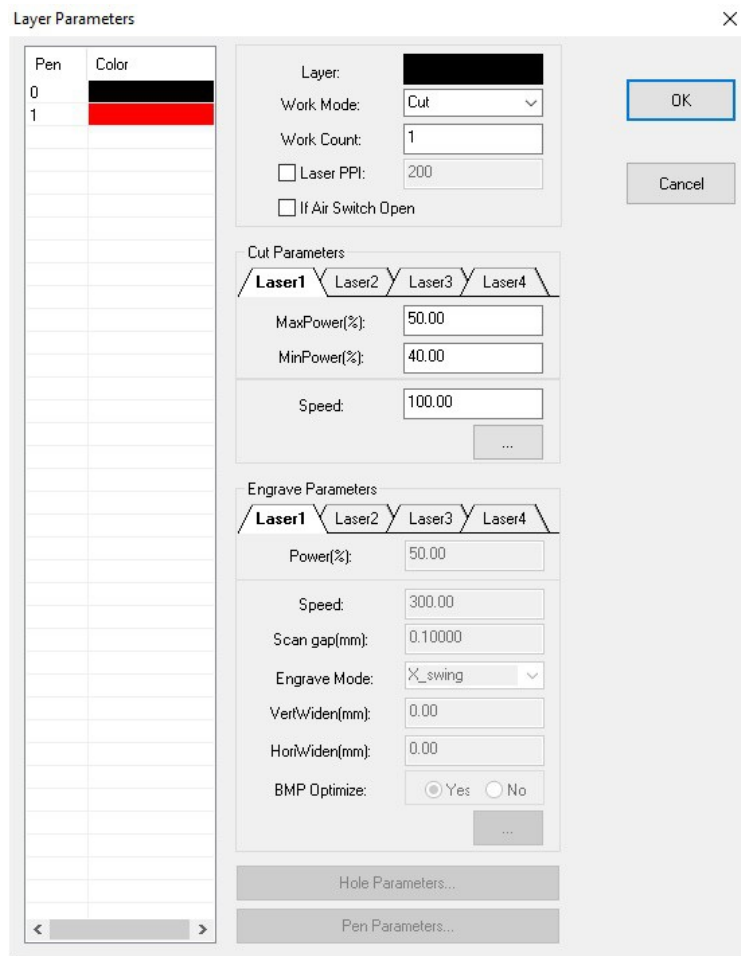 Layer Parameters
Pen Color
0
1
Layer:
Work Mode: Cut
Work Count: 1
Laser PPI: 200
If Air Switch Open
OK
Cancel
Cut Parameters
Laser1 Laser2 Laser3 Laser4
MaxPower(%): 50.00
MinPower(%): 40.00
Speed: 100.00
...
Engrave Parameters
Laser1 Laser2 Laser3 Laser4
Power(%): 50.00
Speed: 300.00
Scan gap(mm): 0.10000
Engrave Mode: X_swing
VertWiden(mm): 0.00
HoriWiden(mm): 0.00
BMP Optimize: Yes No
...
Hole Parameters...
Pen Parameters...